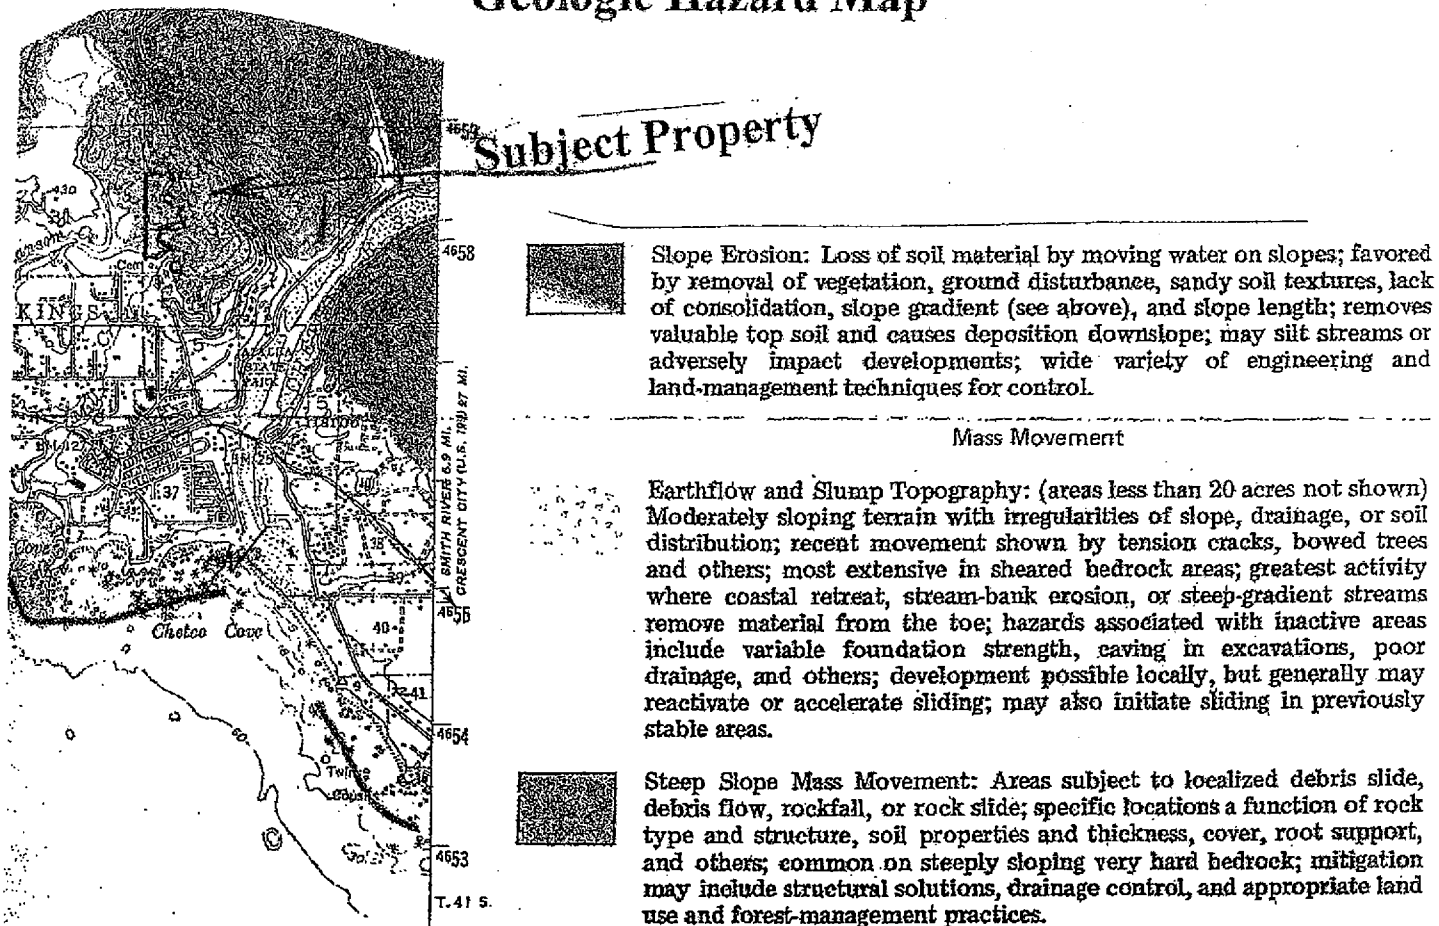 Geologic Hazard Map
Subject Property
4658
Slope Erosion: Loss of soil material by moving water on slopes; favored
by removal of vegetation, ground disturbance, sandy soil textures, lack
of consolidation, slope gradient (see above), and slope length; removes
valuable top soil and causes deposition downslope; may silt streams or
adversely impact developments; wide variety of engineering and
land-management techniques for control.
KINGS
SMITH RIVER 6.9 MI.
CRESCENT CITY (U.S. 199) 27 MI.
Mass Movement
Earthflow and Slump Topography: (areas less than 20 acres not shown)
Moderately sloping terrain with irregularities of slope, drainage, or soil
distribution; recent movement shown by tension cracks, bowed trees
and others; most extensive in sheared bedrock areas; greatest activity
where coastal retreat, stream-bank erosion, or steep-gradient streams
remove material from the toe; hazards associated with inactive areas
include variable foundation strength, caving in excavations, poor
drainage, and others; development possible locally, but generally may
reactivate or accelerate sliding; may also initiate sliding in previously
stable areas.
37
Chetco Cove
40
4654
Steep Slope Mass Movement: Areas subject to localized debris slide,
debris flow, rockfall, or rock slide; specific locations a function of rock
type and structure, soil properties and thickness, cover, root support,
and others; common on steeply sloping very hard bedrock; mitigation
may include structural solutions, drainage control, and appropriate land
use and forest-management practices.
4653
T. 41 S.